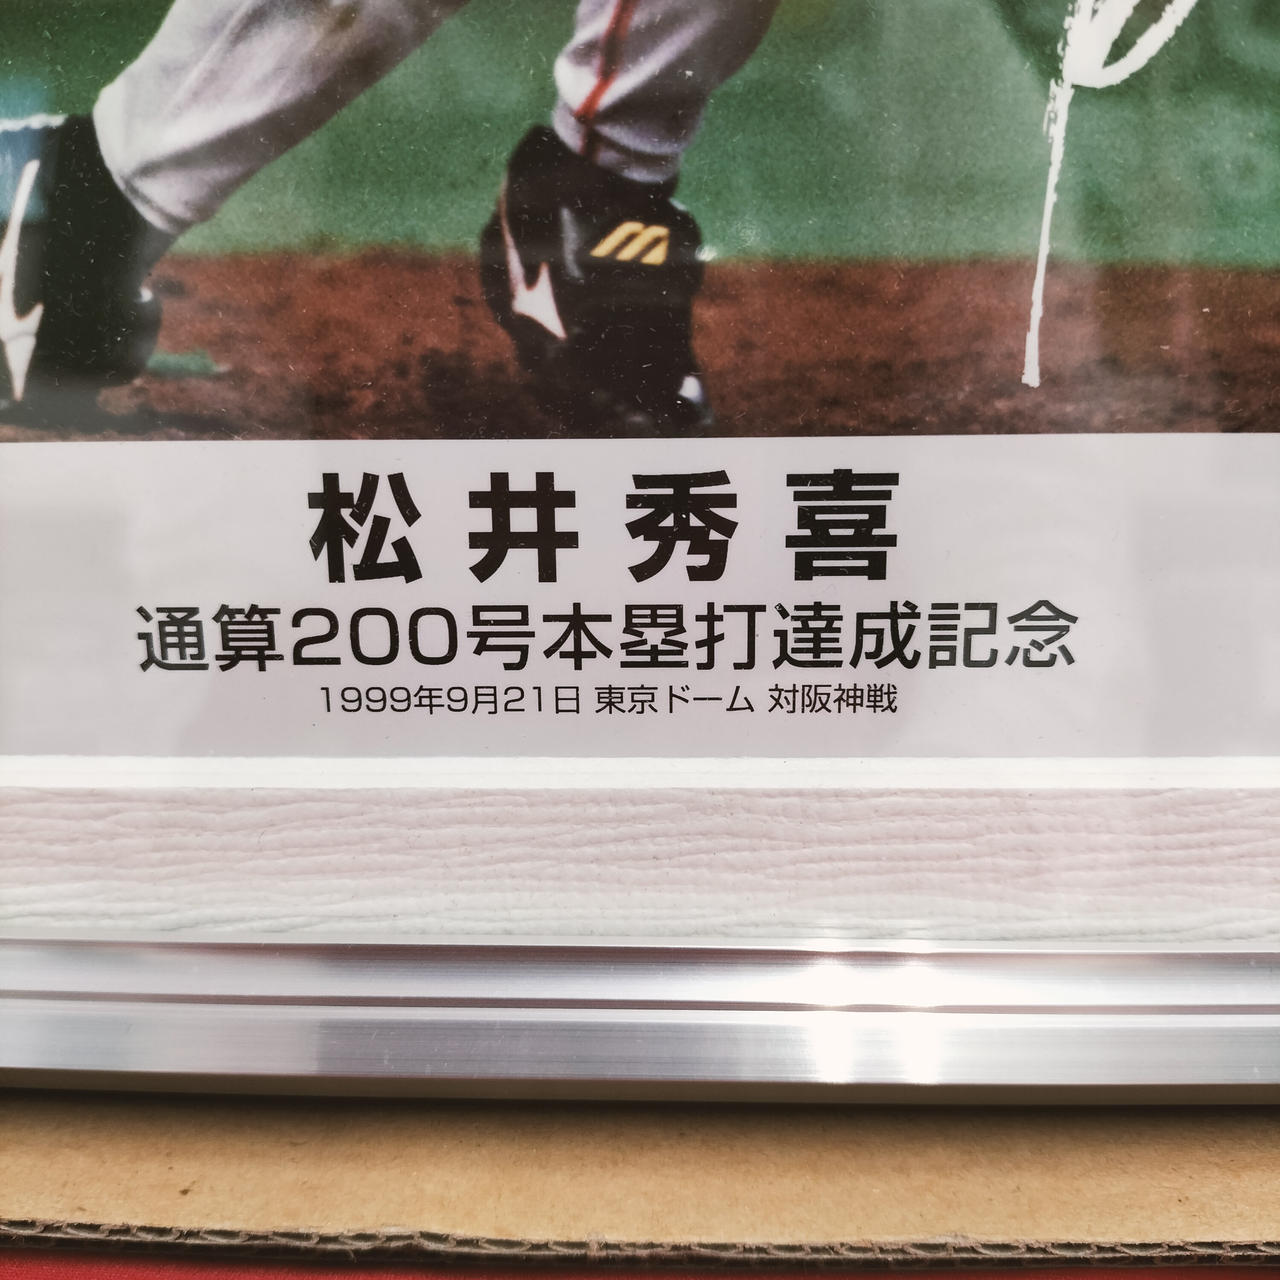 松井秀喜
通算200号本塁打達成記念
1999年9月21日 東京ドーム 対阪神戦